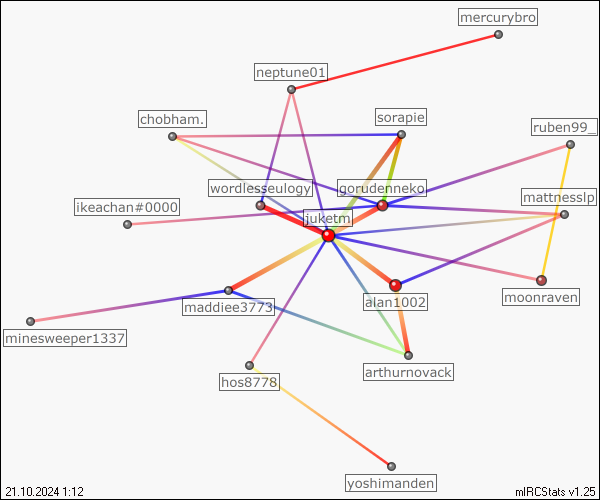 mercurybro
neptune01
chobham.
sorapie
ruben99_
wordlesseulogy
gorudenneko
mattnesslp
ikeachan#0000
juketm
maddiee3773
alan1002
moonraven
minesweeper1337
arthurnovack
hos8778
yoshimanden
21.10.2024 1:12
mIRCStats v1.25